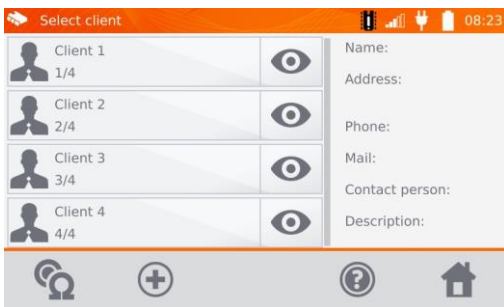 Select client
08:23
Client 1
1/4
Client 2
2/4
Client 3
3/4
Client 4
4/4
Name:
Address:
Phone:
Mail:
Contact person:
Description: